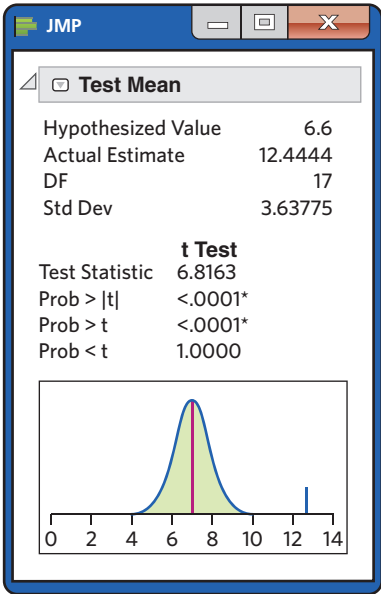 JMP
Test Mean
Hypothesized Value 6.6
Actual Estimate 12.4444
DF 17
Std Dev 3.63775
t Test
Test Statistic 6.8163
Prob > |t| <.0001*
Prob > t <.0001*
Prob < t 1.0000
0 2 4 6 8 10 12 14